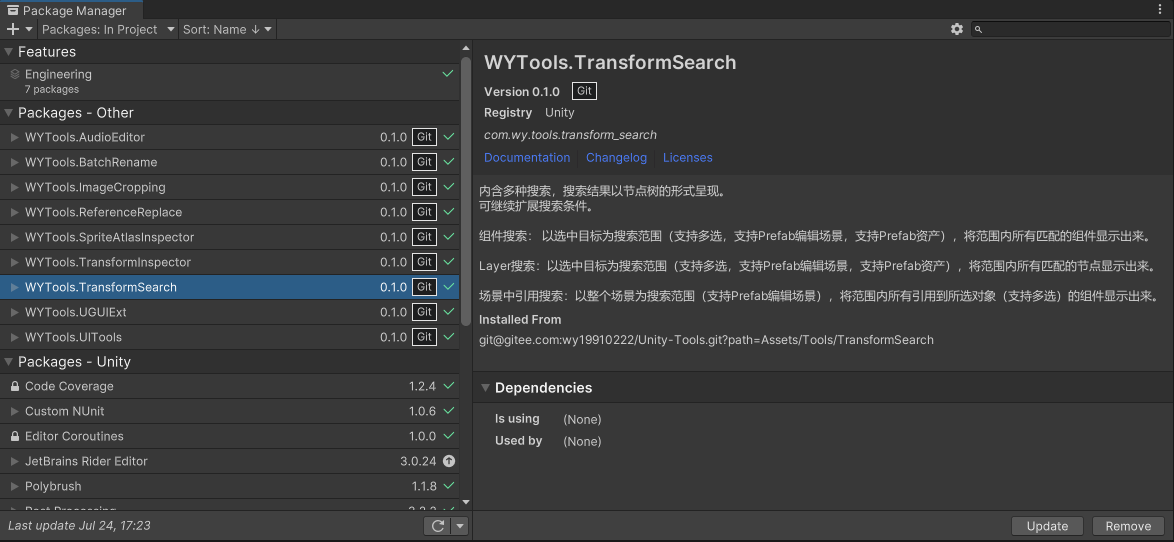 Package Manager
Packages: In Project
Sort: Name ↓
Features
Engineering
7 packages
Packages - Other
WYTools.AudioEditor 0.1.0 Git
WYTools.BatchRename 0.1.0 Git
WYTools.ImageCropping 0.1.0 Git
WYTools.ReferenceReplace 0.1.0 Git
WYTools.SpriteAtlasInspector 0.1.0 Git
WYTools.TransformInspector 0.1.0 Git
WYTools.TransformSearch 0.1.0 Git
WYTools.UGUIExt 0.1.0 Git
WYTools.UITools 0.1.0 Git
Packages - Unity
Code Coverage 1.2.4
Custom NUnit 1.0.6
Editor Coroutines 1.0.0
JetBrains Rider Editor 3.0.24
Polybrush 1.1.8
Last update Jul 24, 17:23
WYTools.TransformSearch
Version 0.1.0 Git
Registry Unity
com.wy.tools.transform_search
Documentation Changelog Licenses
内含多种搜索，搜索结果以节点树的形式呈现。
可继续扩展搜索条件。
组件搜索： 以选中目标为搜索范围（支持多选，支持Prefab编辑场景，支持Prefab资产），将范围内所有匹配的组件显示出来。
Layer搜索：以选中目标为搜索范围（支持多选，支持Prefab编辑场景，支持Prefab资产），将范围内所有匹配的节点显示出来。
场景中引用搜索：以整个场景为搜索范围（支持Prefab编辑场景），将范围内所有引用到所选对象（支持多选）的组件显示出来。
Installed From
git@gitee.com:wy19910222/Unity-Tools.git?path=Assets/Tools/TransformSearch
Dependencies
Is using (None)
Used by (None)
Update Remove